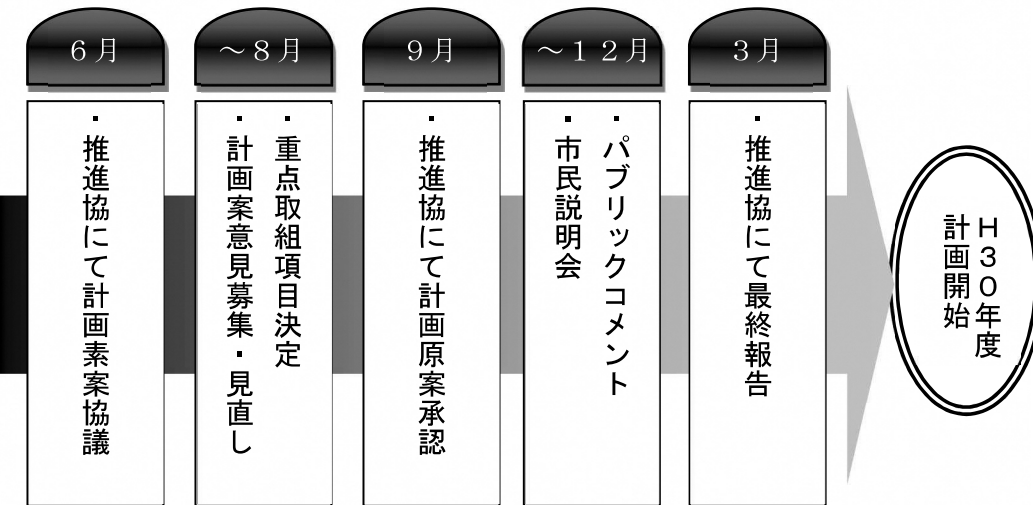 ６月
・推進協にて計画素案協議
～８月
・重点取組項目決定
・計画案意見募集・見直し
９月
・推進協にて計画原案承認
～１２月
・パブリックコメント
・市民説明会
３月
・推進協にて最終報告
Ｈ３０年度
計画開始